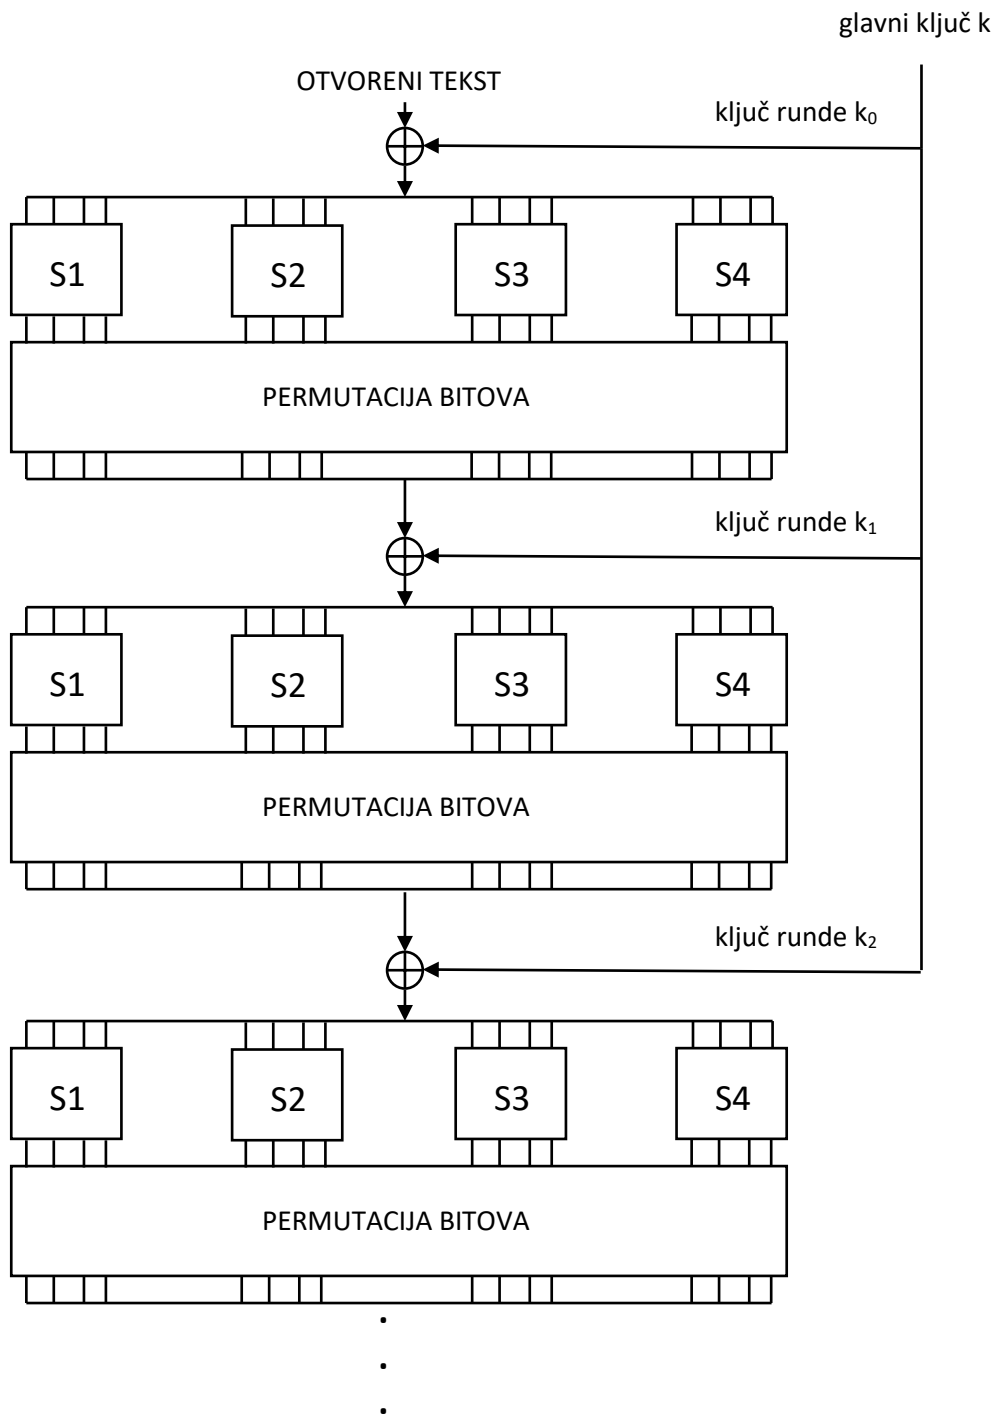 glavni ključ k
OTVORENI TEKST
ključ runde k₀
S1 S2 S3 S4
PERMUTACIJA BITOVA
ključ runde k₁
S1 S2 S3 S4
PERMUTACIJA BITOVA
ključ runde k₂
S1 S2 S3 S4
PERMUTACIJA BITOVA
.
.
.